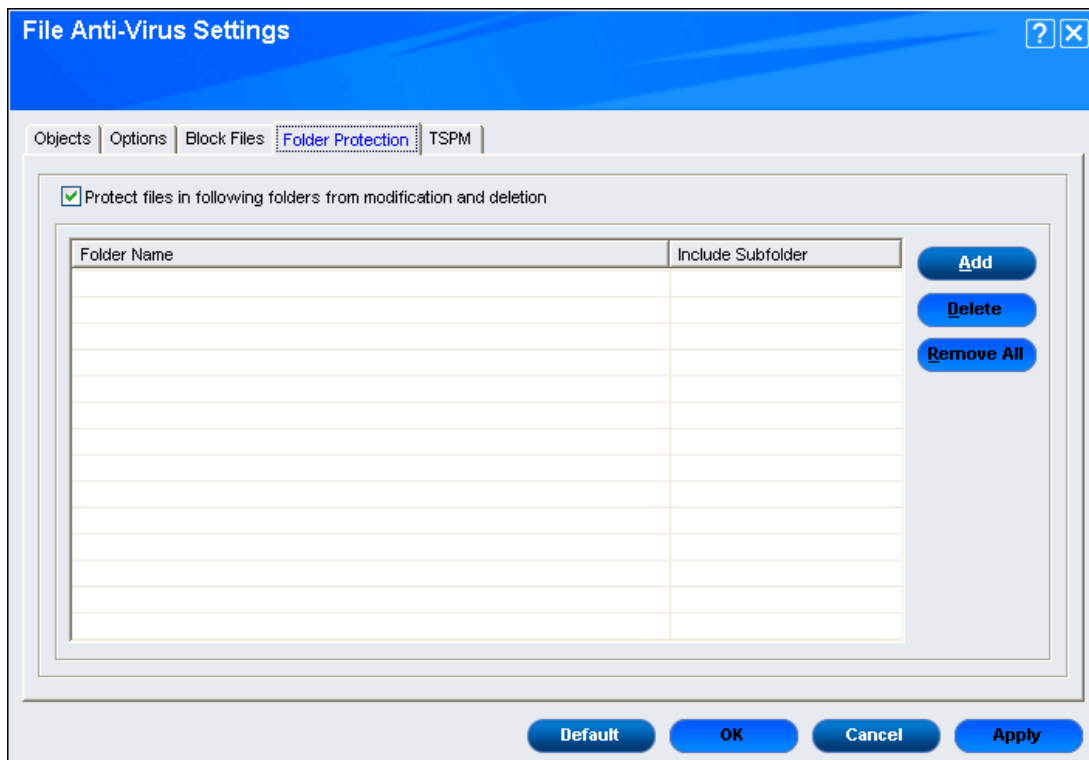 File Anti-Virus Settings
?
Objects Options Block Files Folder Protection TSPM
Protect files in following folders from modification and deletion
Folder Name Include Subfolder
Add
Delete
Remove All
Default OK Cancel Apply